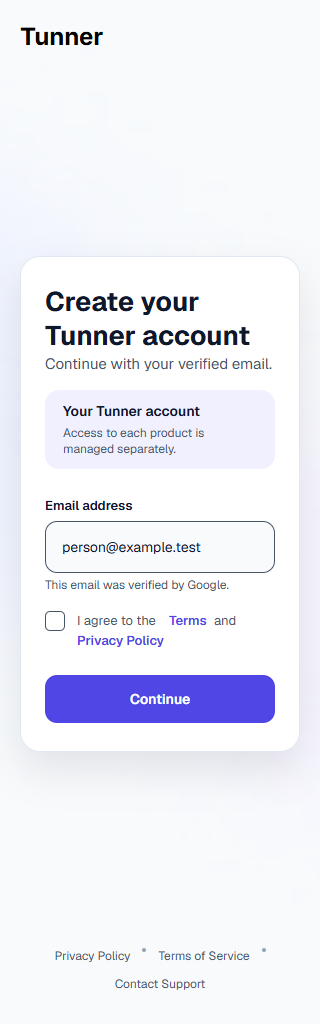 Tunner
Create your
Tunner account
Continue with your verified email.
Your Tunner account
Access to each product is
managed separately.
Email address
person@example.test
This email was verified by Google.
I agree to the Terms and
Privacy Policy
Continue
Privacy Policy • Terms of Service •
Contact Support